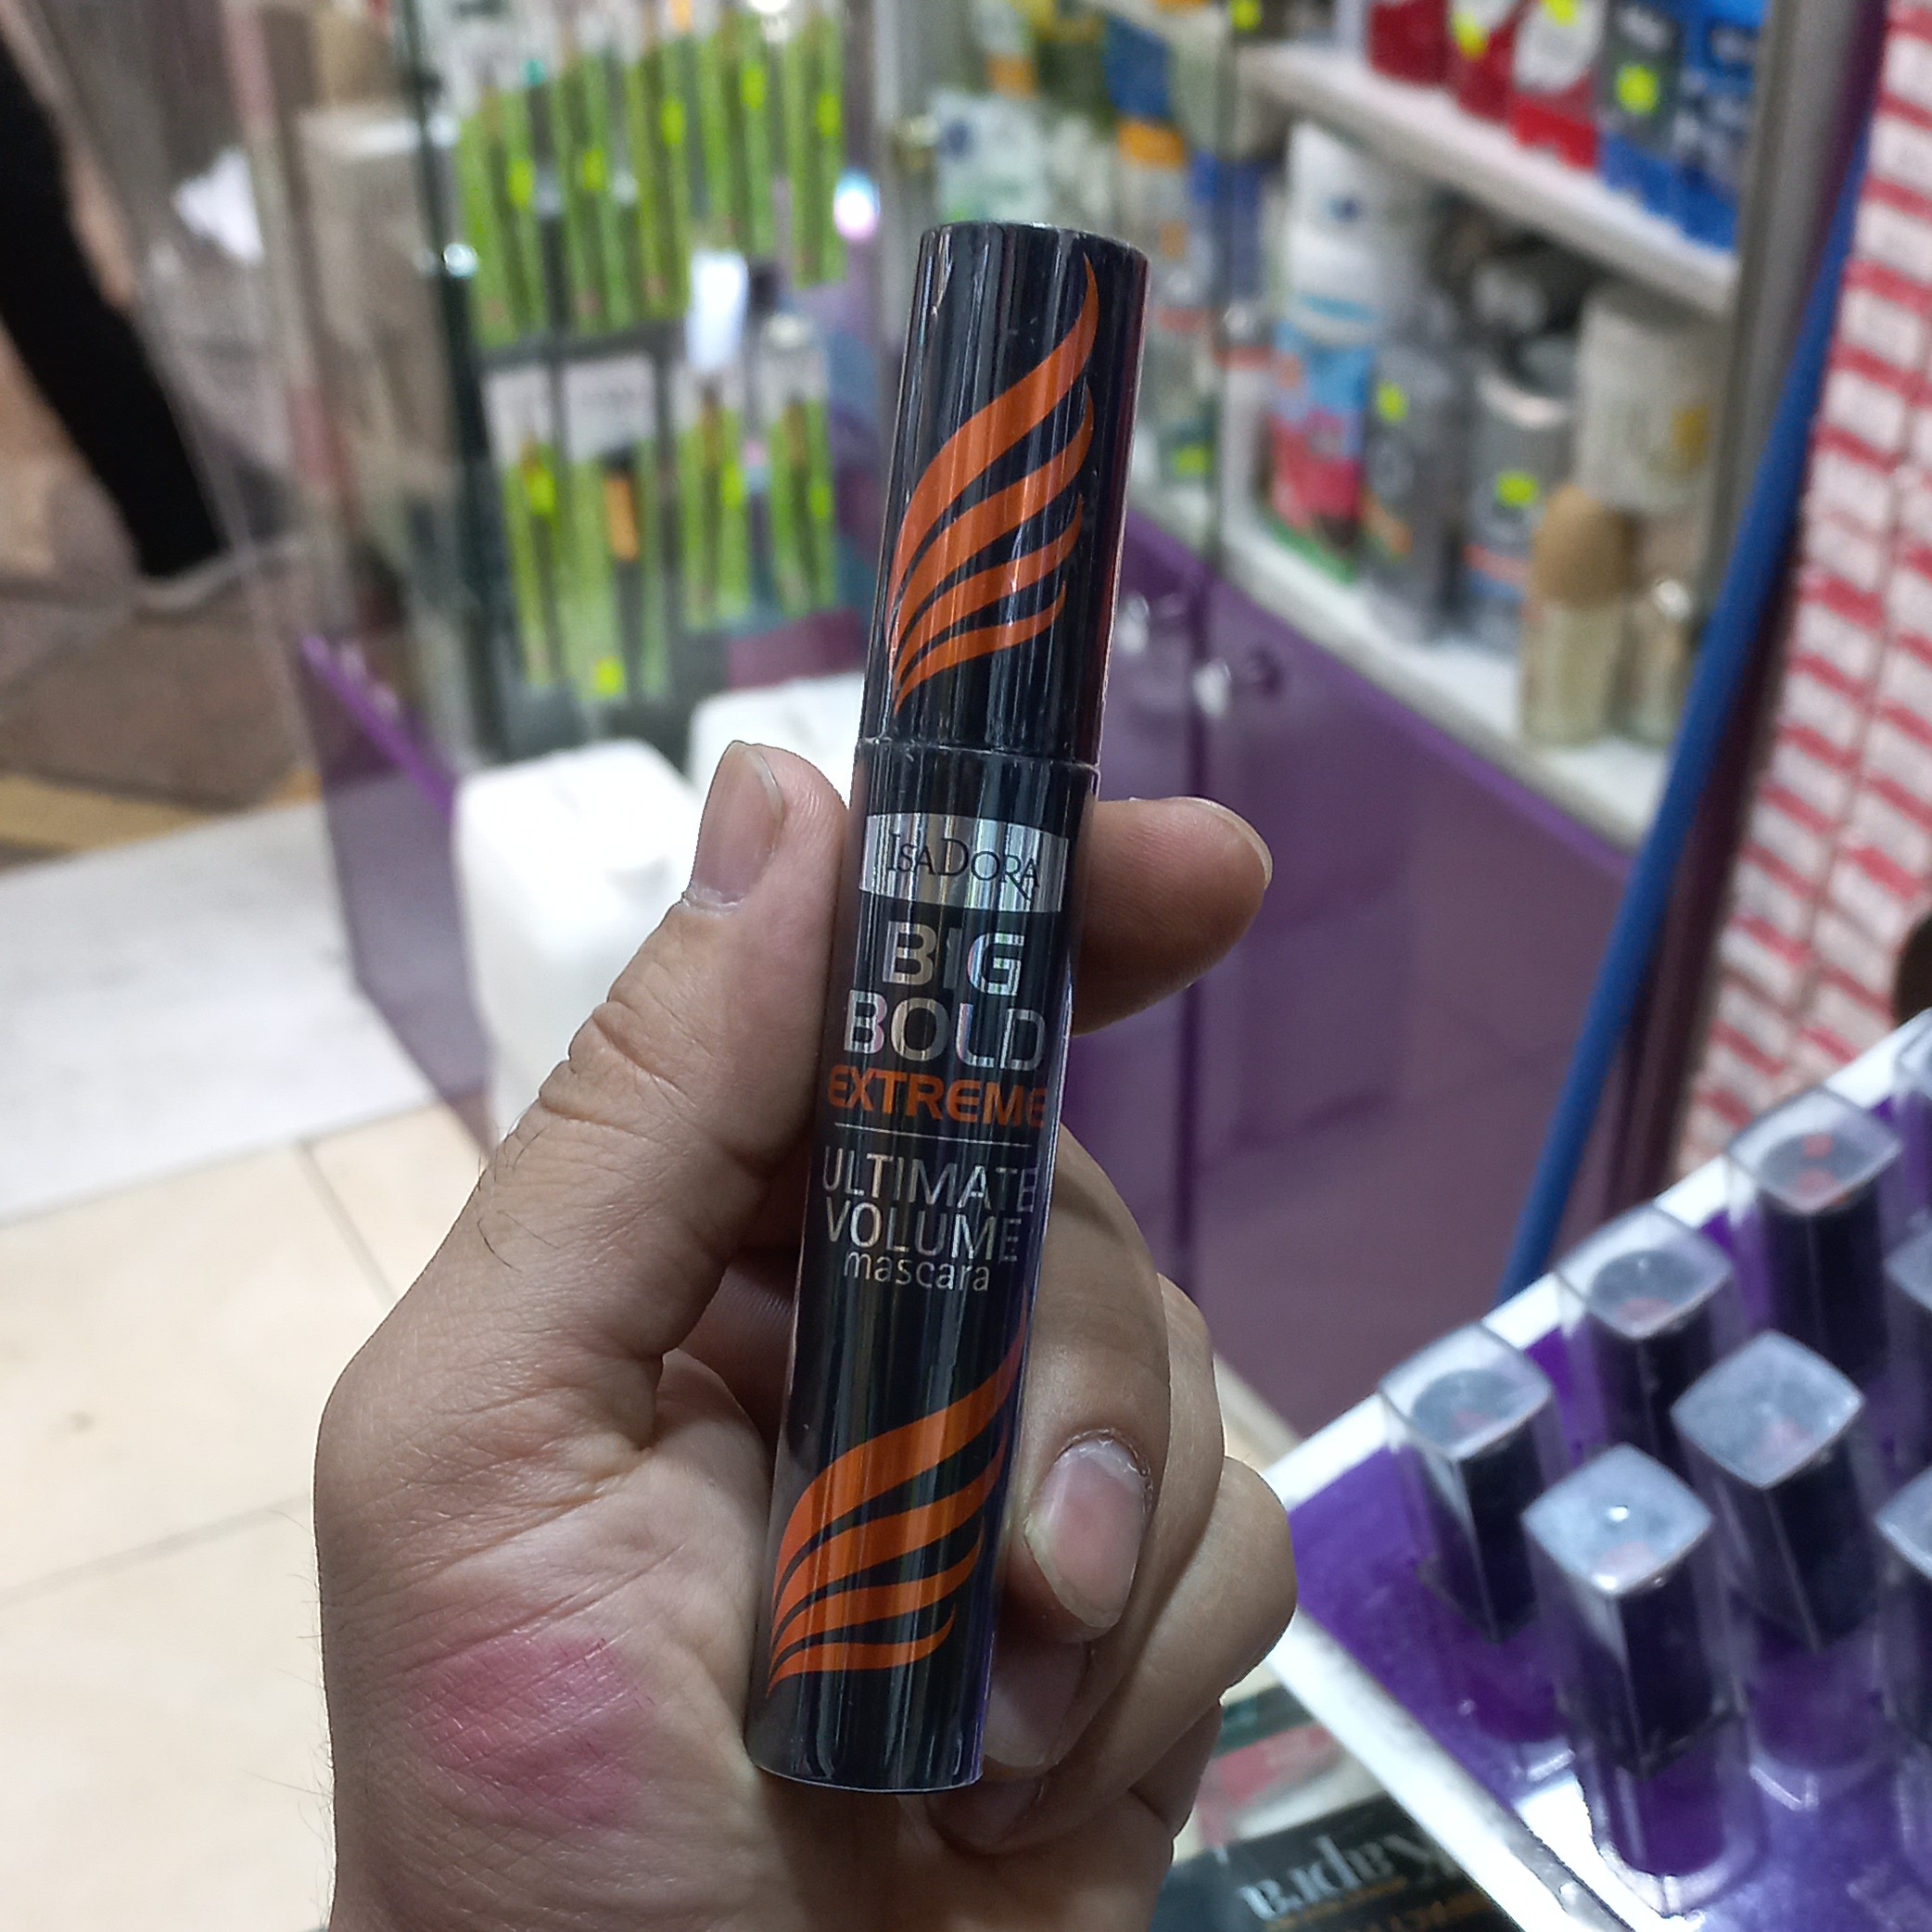 ISADORA
BIG
BOLD
EXTREME
ULTIMATE
VOLUME
mascara